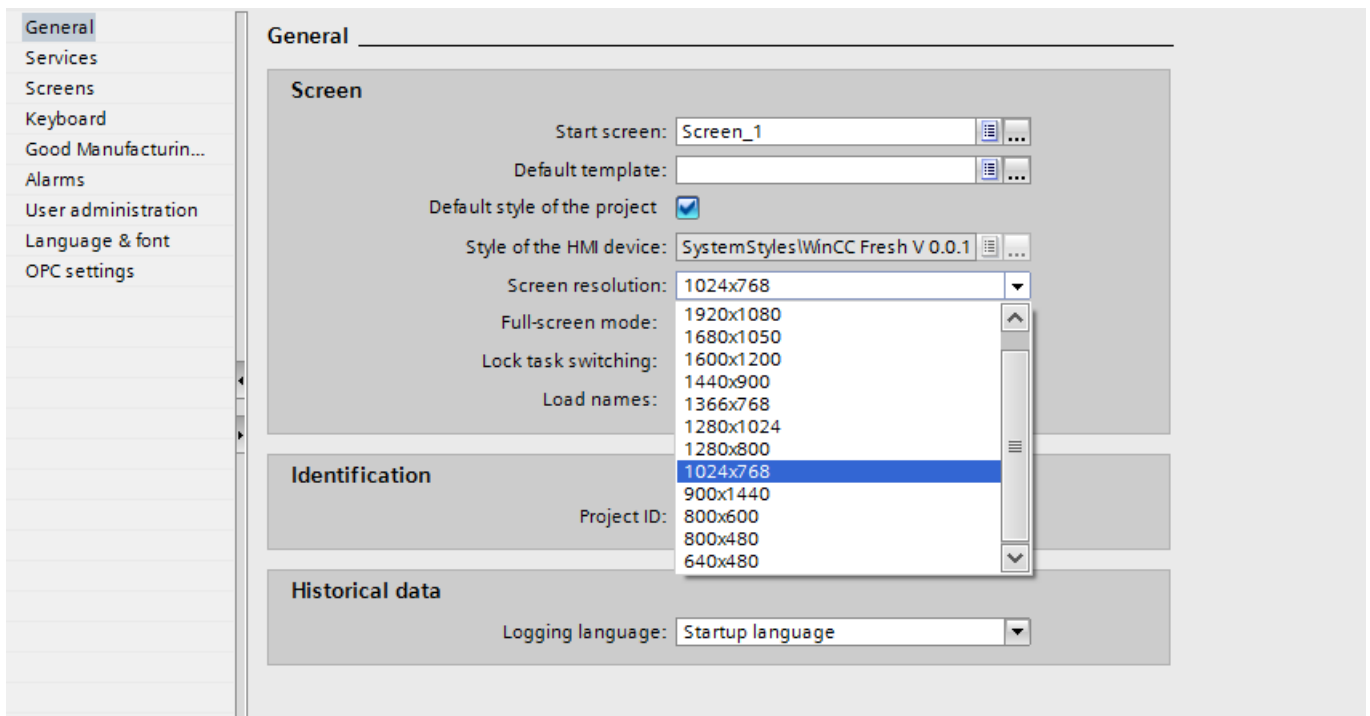 General
Services
Screens
Keyboard
Good Manufacturin...
Alarms
User administration
Language & font
OPC settings
General
Screen
Start screen: Screen_1 ...
Default template: ...
Default style of the project
Style of the HMI device: SystemStyles\WinCC Fresh V 0.0.1 ...
Screen resolution: 1024x768
Full-screen mode:
Lock task switching:
Load names:
1920x1080
1680x1050
1600x1200
1440x900
1366x768
1280x1024
1280x800
1024x768
900x1440
800x600
800x480
640x480
Identification
Project ID:
Historical data
Logging language: Startup language